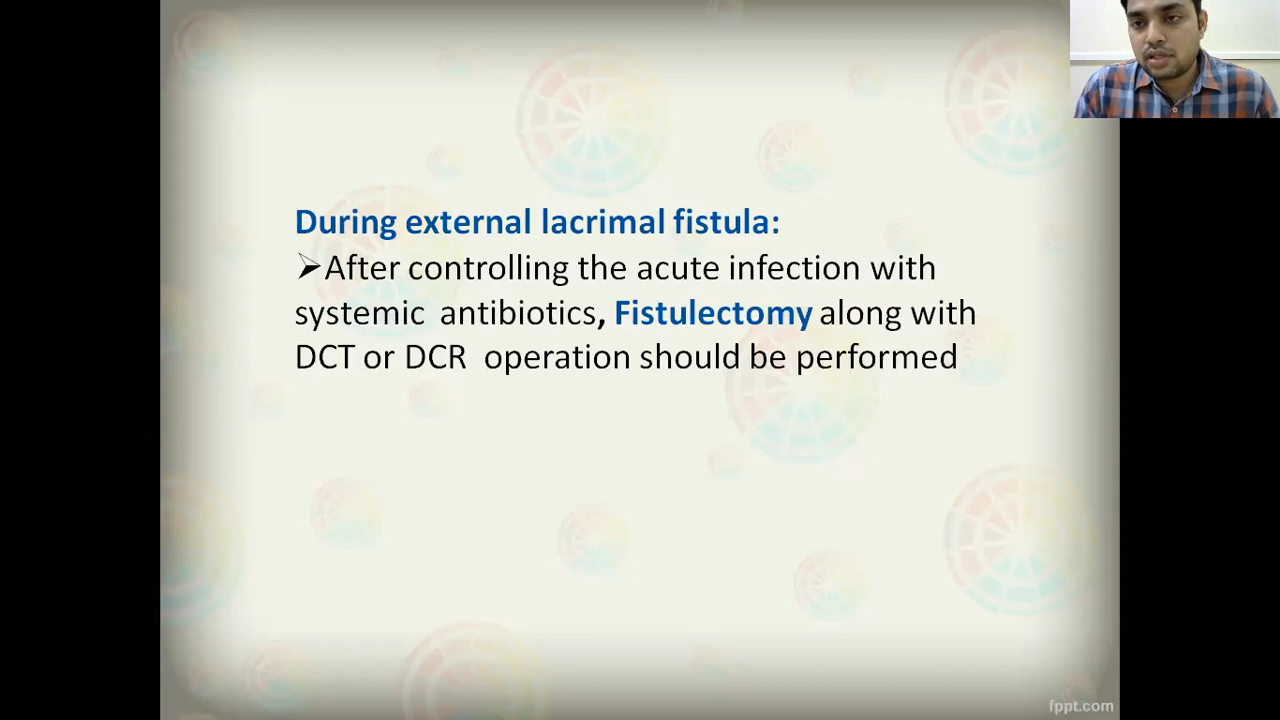 During external lacrimal fistula:
➢After controlling the acute infection with
systemic antibiotics, Fistulectomy along with
DCT or DCR operation should be performed
fppt.com